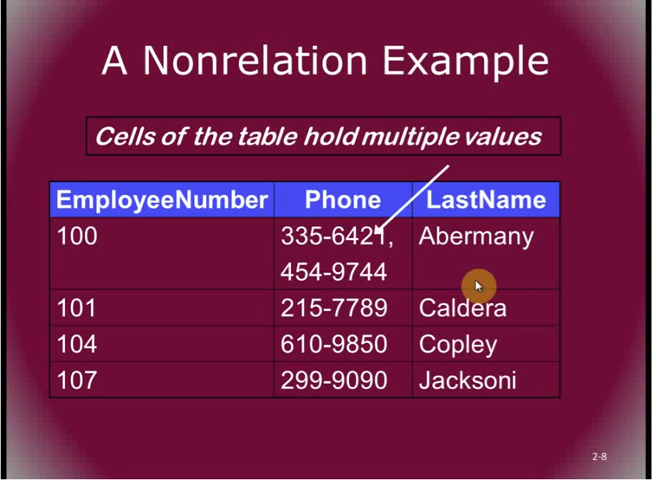 A Nonrelation Example
Cells of the table hold multiple values
EmployeeNumber Phone LastName
100 335-6421, Abermany
454-9744
101 215-7789 Caldera
104 610-9850 Copley
107 299-9090 Jacksoni
2-8